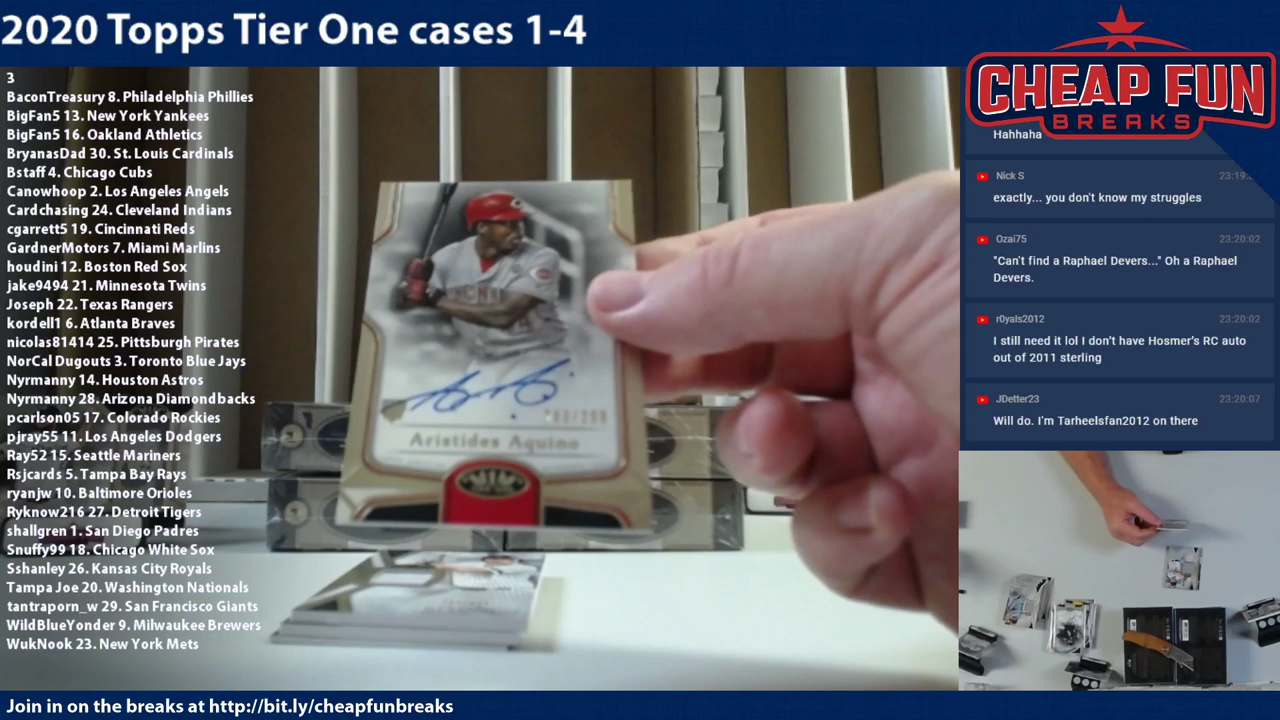 2020 Topps Tier One cases 1-4
3
BaconTreasury 8. Philadelphia Phillies
BigFan5 13. New York Yankees
BigFan5 16. Oakland Athletics
BryanasDad 30. St. Louis Cardinals
Bstaff 4. Chicago Cubs
Canowhoop 2. Los Angeles Angels
Cardchasing 24. Cleveland Indians
cgarrett5 19. Cincinnati Reds
GardnerMotors 7. Miami Marlins
houdini 12. Boston Red Sox
jake9494 21. Minnesota Twins
Joseph 22. Texas Rangers
kordell1 6. Atlanta Braves
nicolas81414 25. Pittsburgh Pirates
NorCal Dugouts 3. Toronto Blue Jays
Nyrmanny 14. Houston Astros
Nyrmanny 28. Arizona Diamondbacks
pcarlson05 17. Colorado Rockies
pjray55 11. Los Angeles Dodgers
Ray52 15. Seattle Mariners
Rsjcards 5. Tampa Bay Rays
ryanjw 10. Baltimore Orioles
Ryknow216 27. Detroit Tigers
shallgren 1. San Diego Padres
Snuffy99 18. Chicago White Sox
Sshanley 26. Kansas City Royals
Tampa Joe 20. Washington Nationals
tantraporn_w 29. San Francisco Giants
WildBlueYonder 9. Milwaukee Brewers
WukNook 23. New York Mets
Aristides Aquino
CHEAP FUN
BREAKS
Hahhaha
Nick S 23:19
exactly... you don't know my struggles
Ozai75 23:20:02
"Can't find a Raphael Devers..." Oh a Raphael
Devers.
r0yals2012 23:20:02
I still need it lol I don't have Hosmer's RC auto
out of 2011 sterling
JDetter23 23:20:07
Will do. I'm Tarheelsfan2012 on there
Join in on the breaks at http://bit.ly/cheapfunbreaks